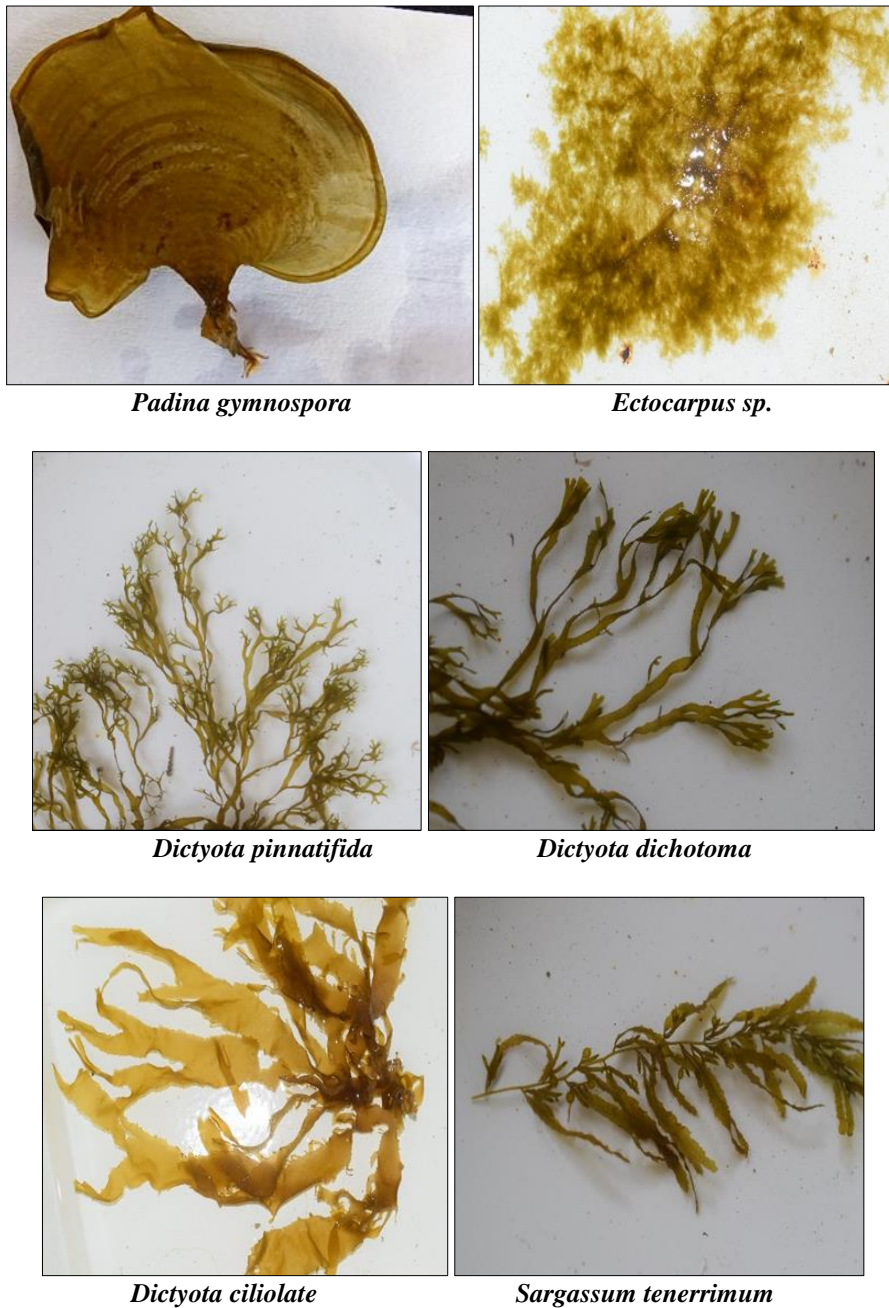 Padina gymnospora
Ectocarpus sp.
Dictyota pinnatifida
Dictyota dichotoma
Dictyota ciliolate
Sargassum tenerrimum